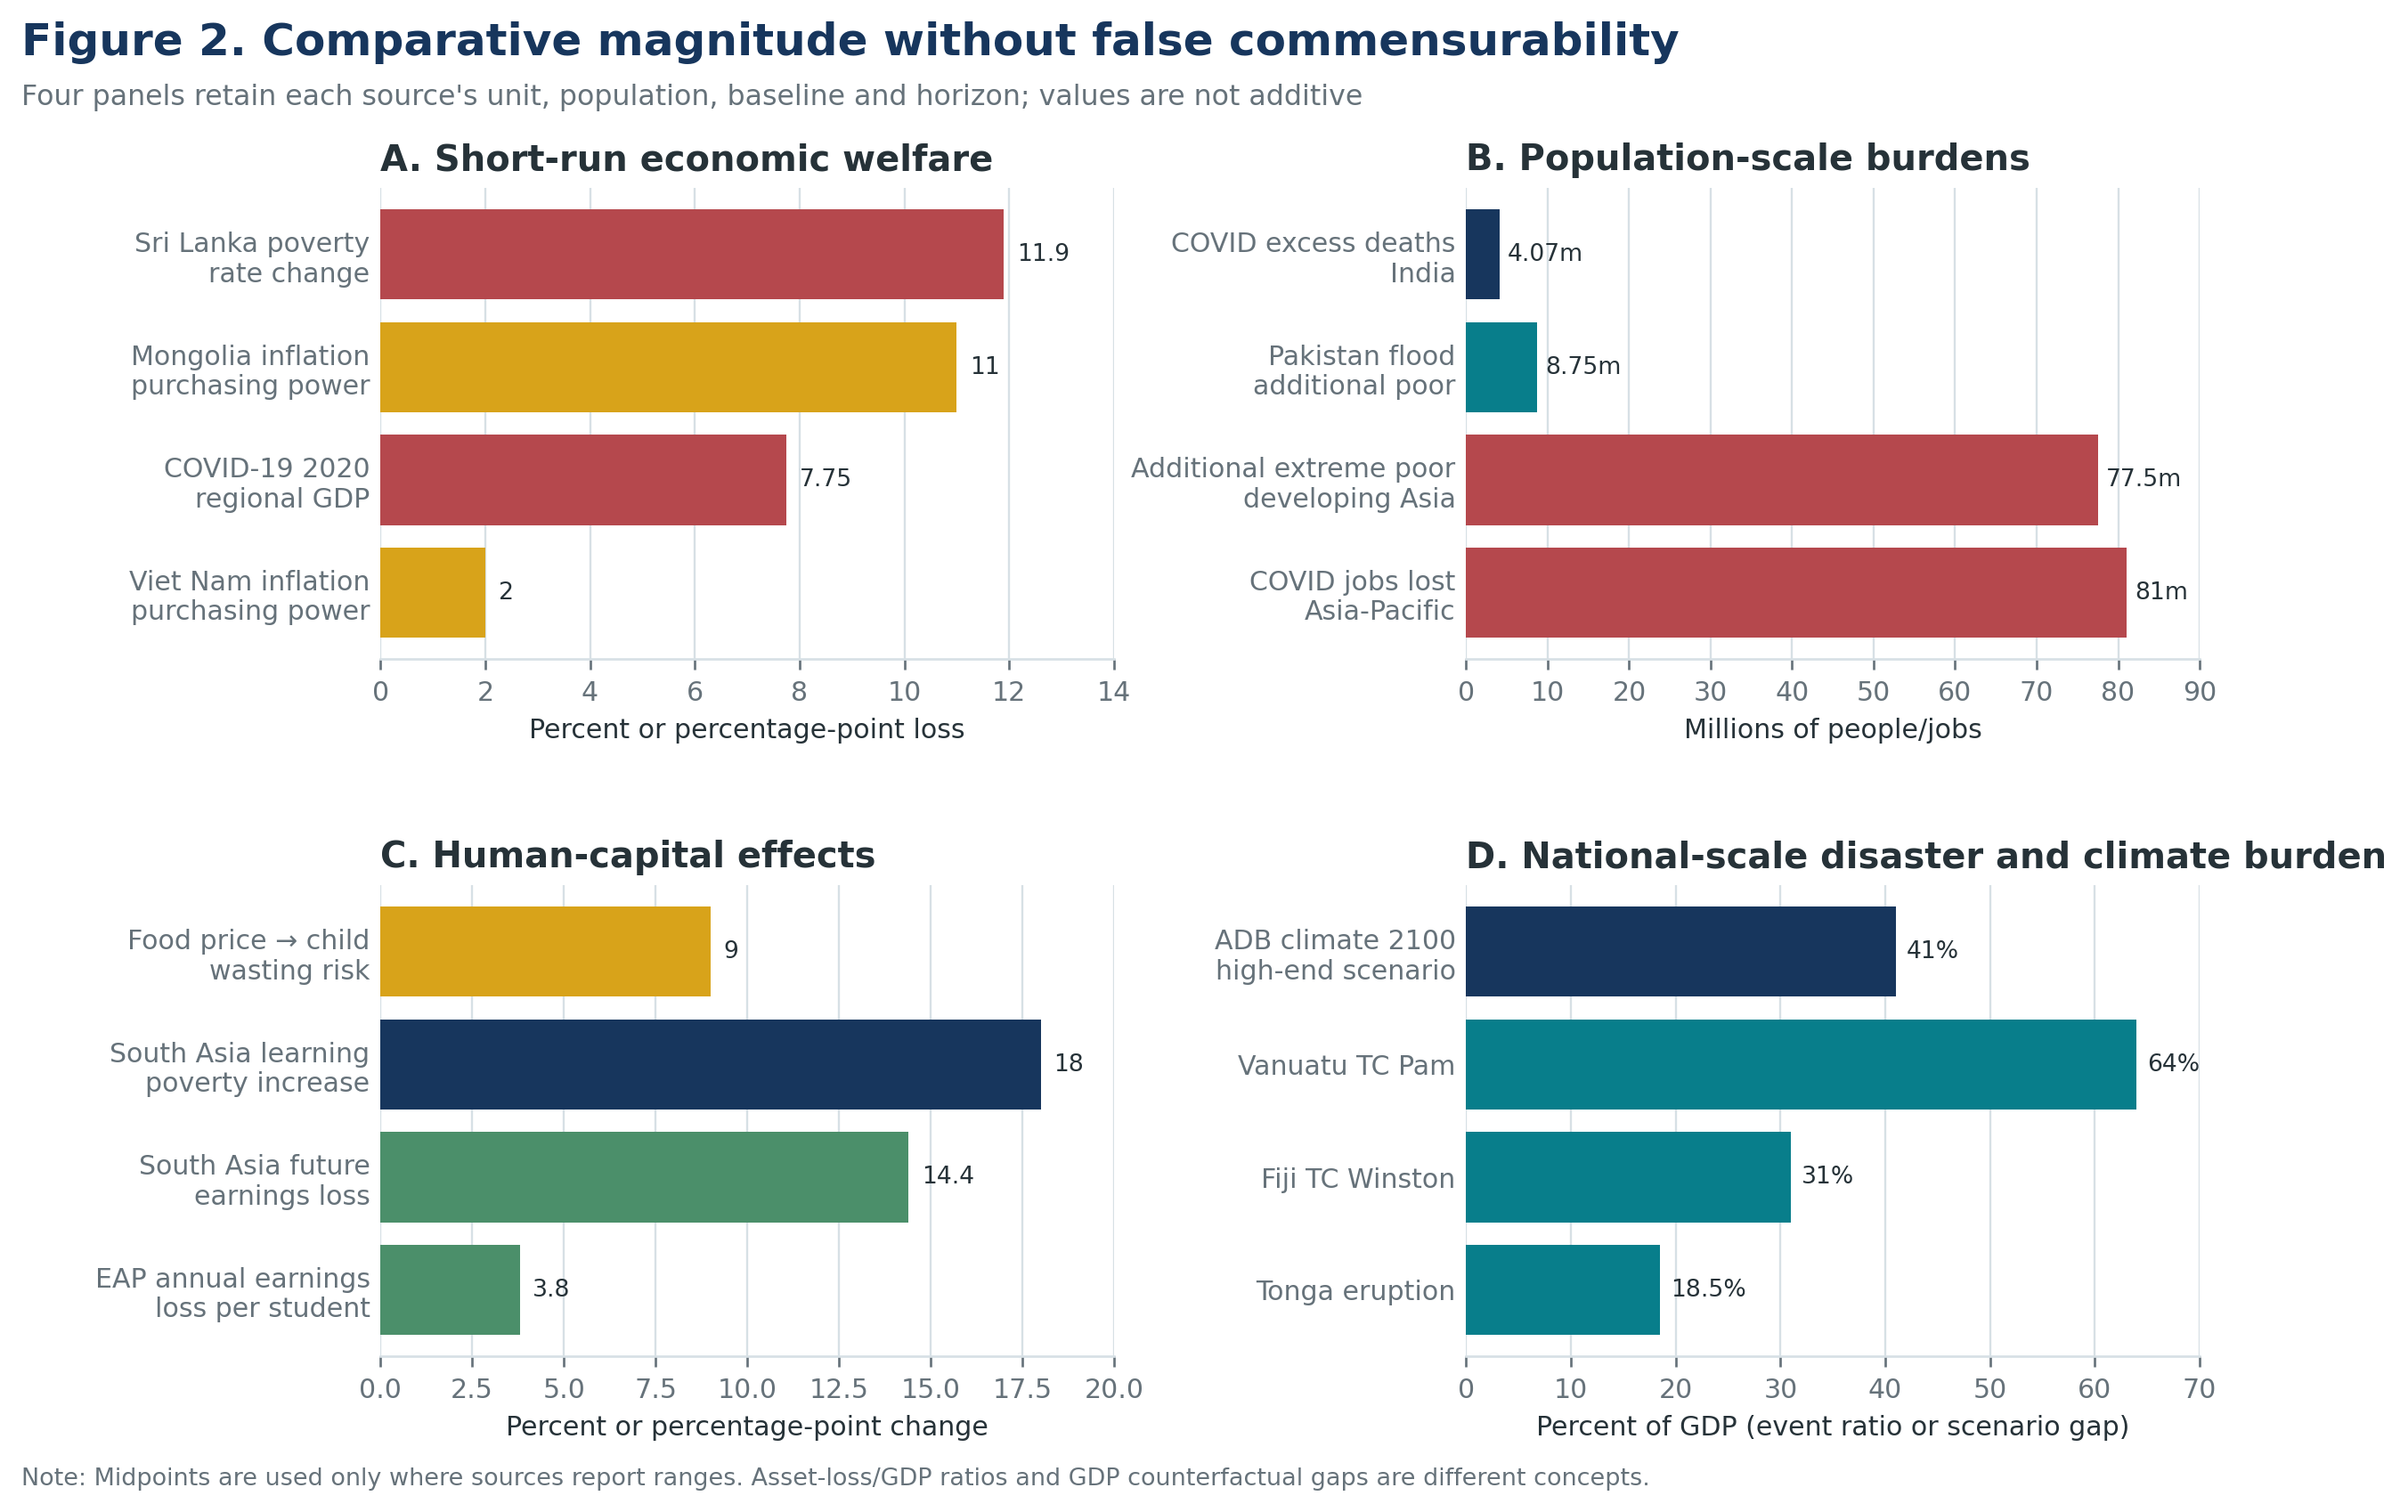 Figure 2. Comparative magnitude without false commensurability
Four panels retain each source's unit, population, baseline and horizon; values are not additive
A. Short-run economic welfare
Sri Lanka poverty
rate change
11.9
Mongolia inflation
purchasing power
11
COVID-19 2020
regional GDP
7.75
Viet Nam inflation
purchasing power
2
0 2 4 6 8 10 12 14
Percent or percentage-point loss
B. Population-scale burdens
COVID excess deaths
India
4.07m
Pakistan flood
additional poor
8.75m
Additional extreme poor
developing Asia
77.5m
COVID jobs lost
Asia-Pacific
81m
0 10 20 30 40 50 60 70 80 90
Millions of people/jobs
C. Human-capital effects
Food price → child
wasting risk
9
South Asia learning
poverty increase
18
South Asia future
earnings loss
14.4
EAP annual earnings
loss per student
3.8
0.0 2.5 5.0 7.5 10.0 12.5 15.0 17.5 20.0
Percent or percentage-point change
D. National-scale disaster and climate burden
ADB climate 2100
high-end scenario
41%
Vanuatu TC Pam
64%
Fiji TC Winston
31%
Tonga eruption
18.5%
0 10 20 30 40 50 60 70
Percent of GDP (event ratio or scenario gap)
Note: Midpoints are used only where sources report ranges. Asset-loss/GDP ratios and GDP counterfactual gaps are different concepts.